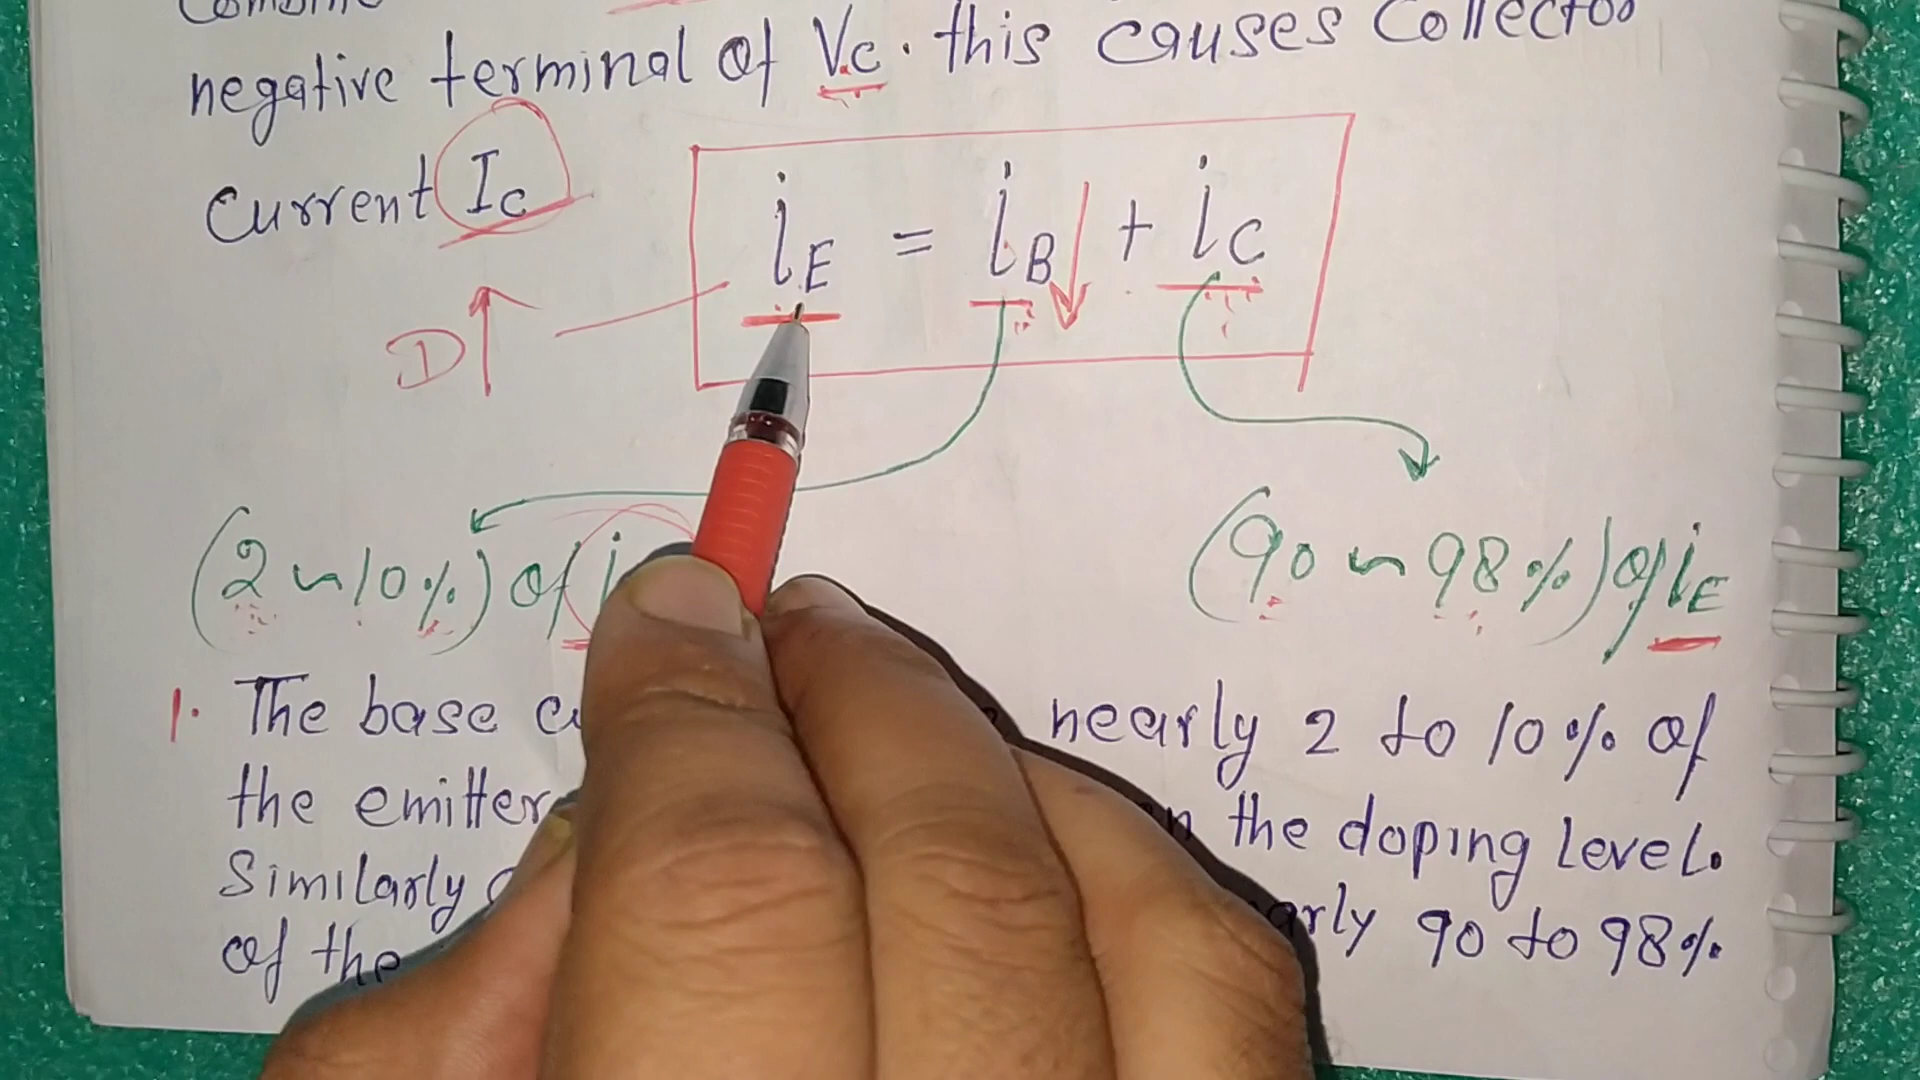 negative terminal of Vc. this causes Collector
Current Ic
iE = iB + iC
D
(2 ~ 10%) of i
(90 ~ 98%) of iE
1. The base nearly 2 to 10% of
the emitter the doping level.
Similarly 90 to 98%
of the